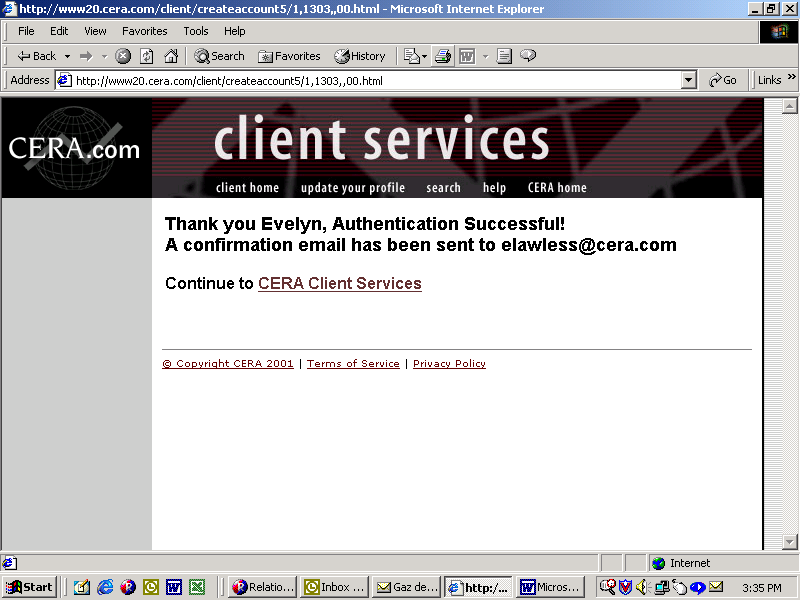 http://www20.cera.com/client/createaccount5/1,1303,,00.html - Microsoft Internet Explorer
File Edit View Favorites Tools Help
Back Search Favorites History
Address http://www20.cera.com/client/createaccount5/1,1303,,00.html Go Links »
CERA.com
client services
client home update your profile search help CERA home
Thank you Evelyn, Authentication Successful!
A confirmation email has been sent to elawless@cera.com
Continue to CERA Client Services
© Copyright CERA 2001 | Terms of Service | Privacy Policy
Internet
Start Relatio... Inbox ... Gaz de... http:/... Micros... 3:35 PM